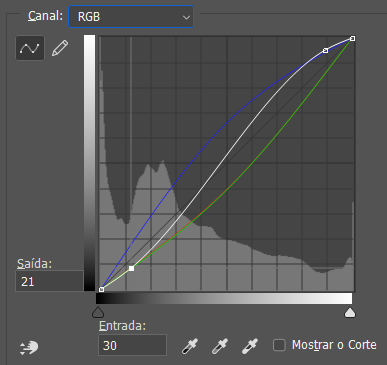 Canal: RGB
Saída:
21
Entrada:
30
Mostrar o Corte